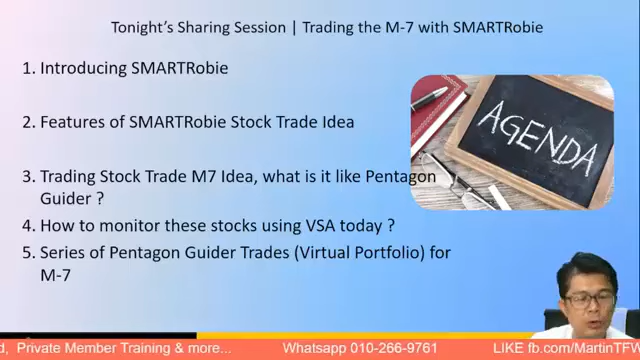 Tonight's Sharing Session | Trading the M-7 with SMARTRobie
1. Introducing SMARTRobie
2. Features of SMARTRobie Stock Trade Idea
AGENDA
3. Trading Stock Trade M7 Idea, what is it like Pentagon
Guider ?
4. How to monitor these stocks using VSA today ?
5. Series of Pentagon Guider Trades (Virtual Portfolio) for
M-7
d, Private Member Training & more... Whatsapp 010-266-9761 LIKE fb.com/MartinTFW